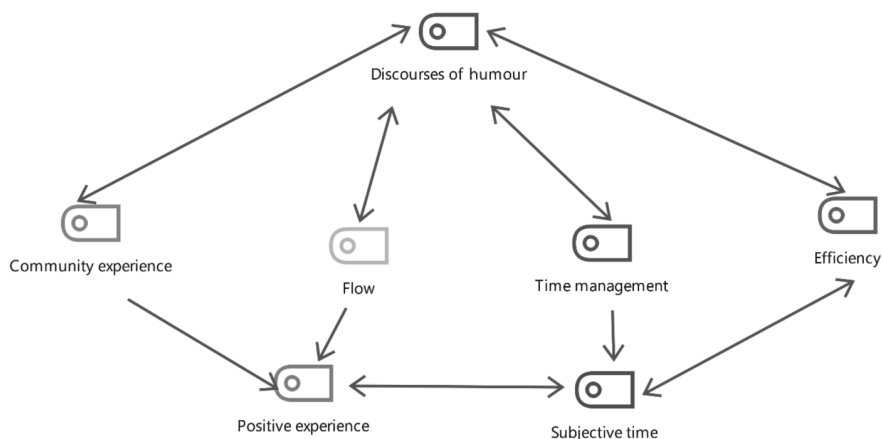 Discourses of humour
Community experience
Flow
Time management
Efficiency
Positive experience
Subjective time